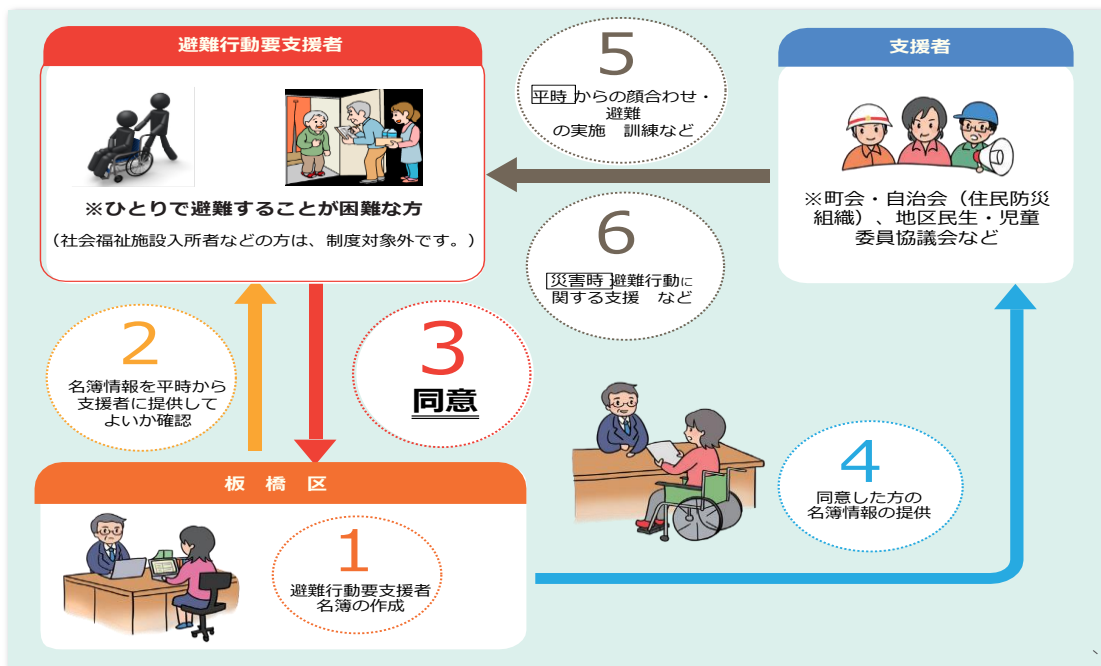 避難行動要支援者
※ひとりで避難することが困難な方
（社会福祉施設入所者などの方は、制度対象外です。）
5
平時 からの顔合わせ・
避難
の実施　訓練など
6
災害時 避難行動に
関する支援　など
支援者
※町会・自治会（住民防災
組織）、地区民生・児童
委員協議会など
2
名簿情報を平時から
支援者に提供して
よいか確認
3
同意
4
同意した方の
名簿情報の提供
板　橋　区
1
避難行動要支援者
名簿の作成
、